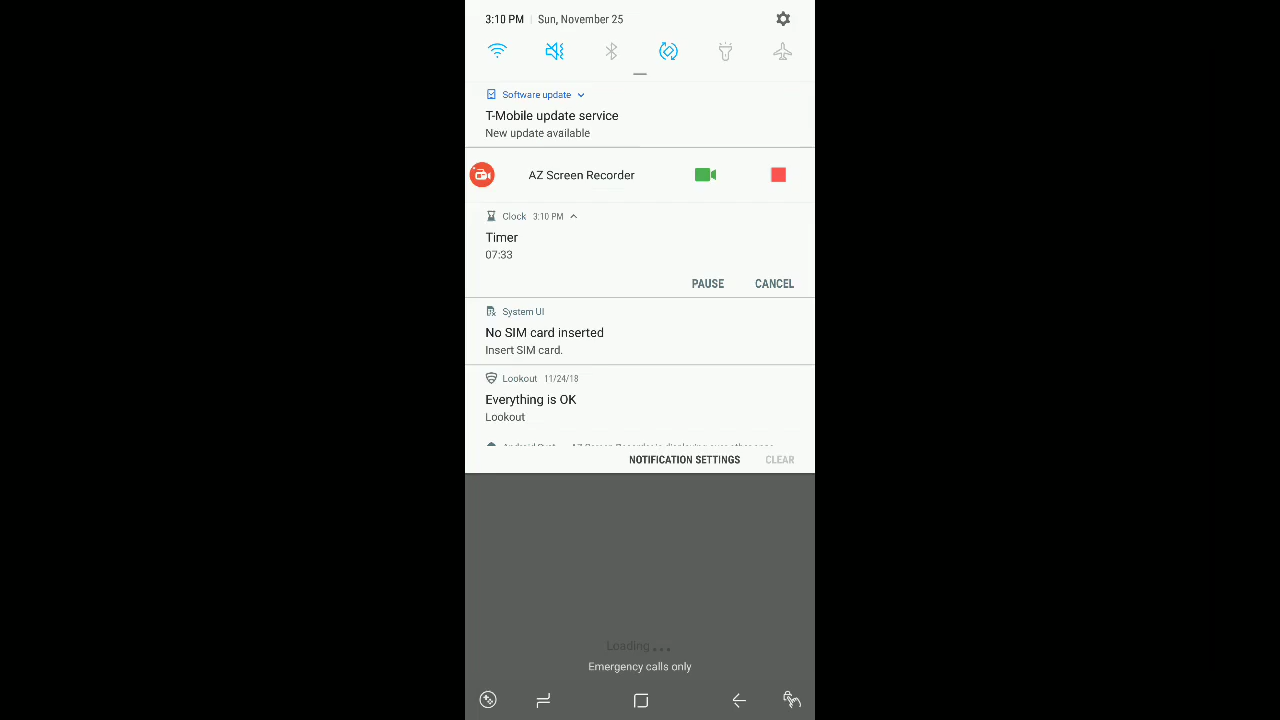 3:10 PM | Sun, November 25
Software update
T-Mobile update service
New update available
AZ Screen Recorder
Clock 3:10 PM
Timer
07:33
PAUSE CANCEL
System UI
No SIM card inserted
Insert SIM card.
Lookout 11/24/18
Everything is OK
Lookout
NOTIFICATION SETTINGS CLEAR
Loading...
Emergency calls only